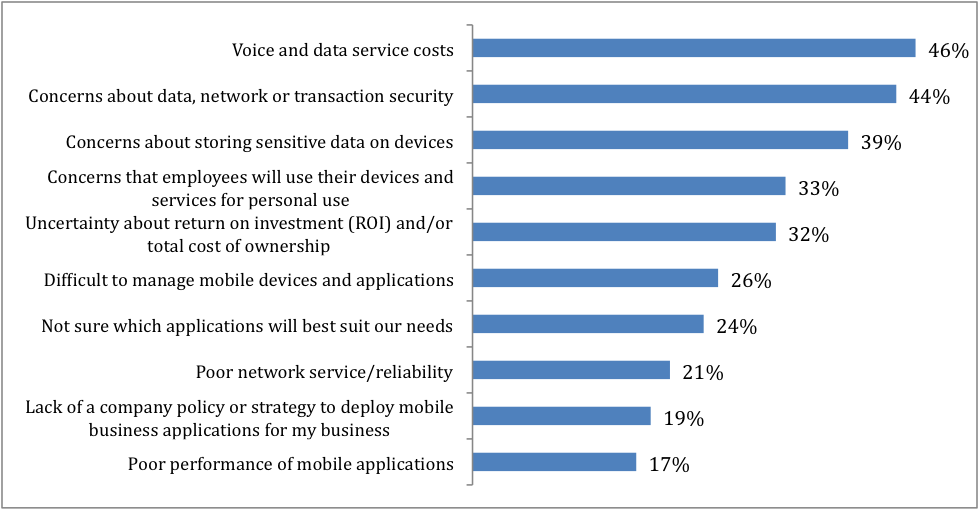 Voice and data service costs 46%
Concerns about data, network or transaction security 44%
Concerns about storing sensitive data on devices 39%
Concerns that employees will use their devices and
services for personal use 33%
Uncertainty about return on investment (ROI) and/or
total cost of ownership 32%
Difficult to manage mobile devices and applications 26%
Not sure which applications will best suit our needs 24%
Poor network service/reliability 21%
Lack of a company policy or strategy to deploy mobile
business applications for my business 19%
Poor performance of mobile applications 17%